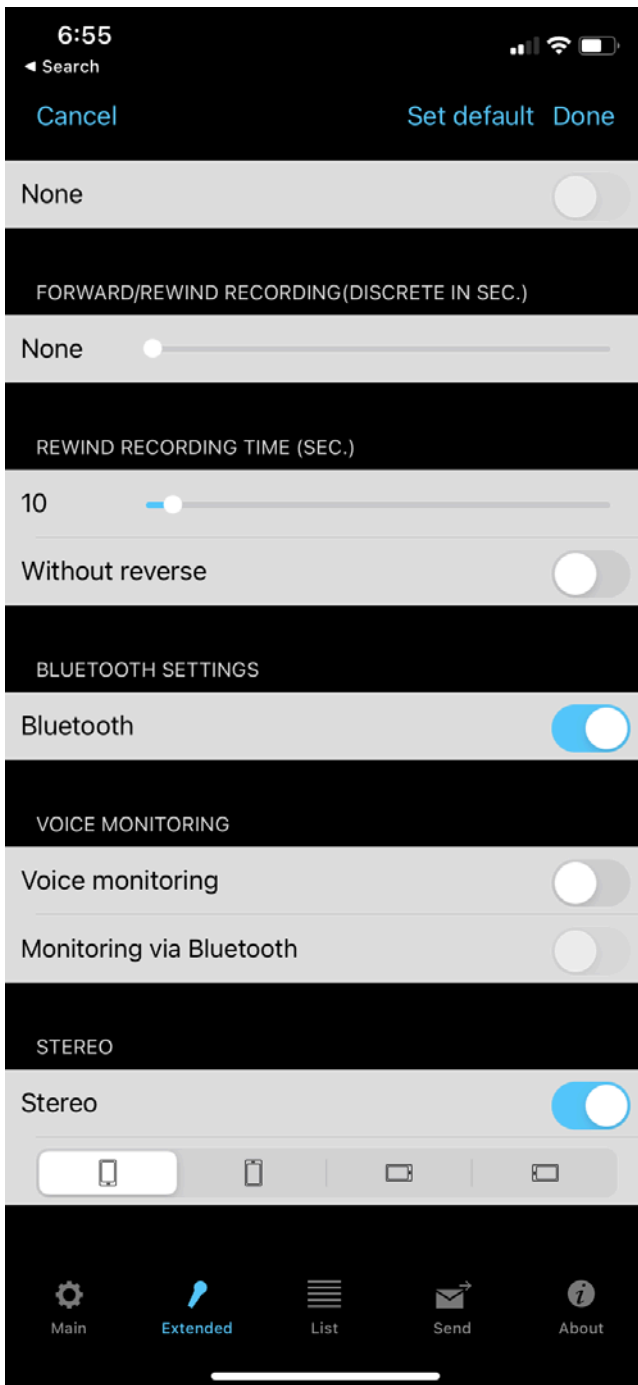 6:55
◄ Search
Cancel Set default Done
None
FORWARD/REWIND RECORDING(DISCRETE IN SEC.)
None
REWIND RECORDING TIME (SEC.)
10
Without reverse
BLUETOOTH SETTINGS
Bluetooth
VOICE MONITORING
Voice monitoring
Monitoring via Bluetooth
STEREO
Stereo
Main Extended List Send About